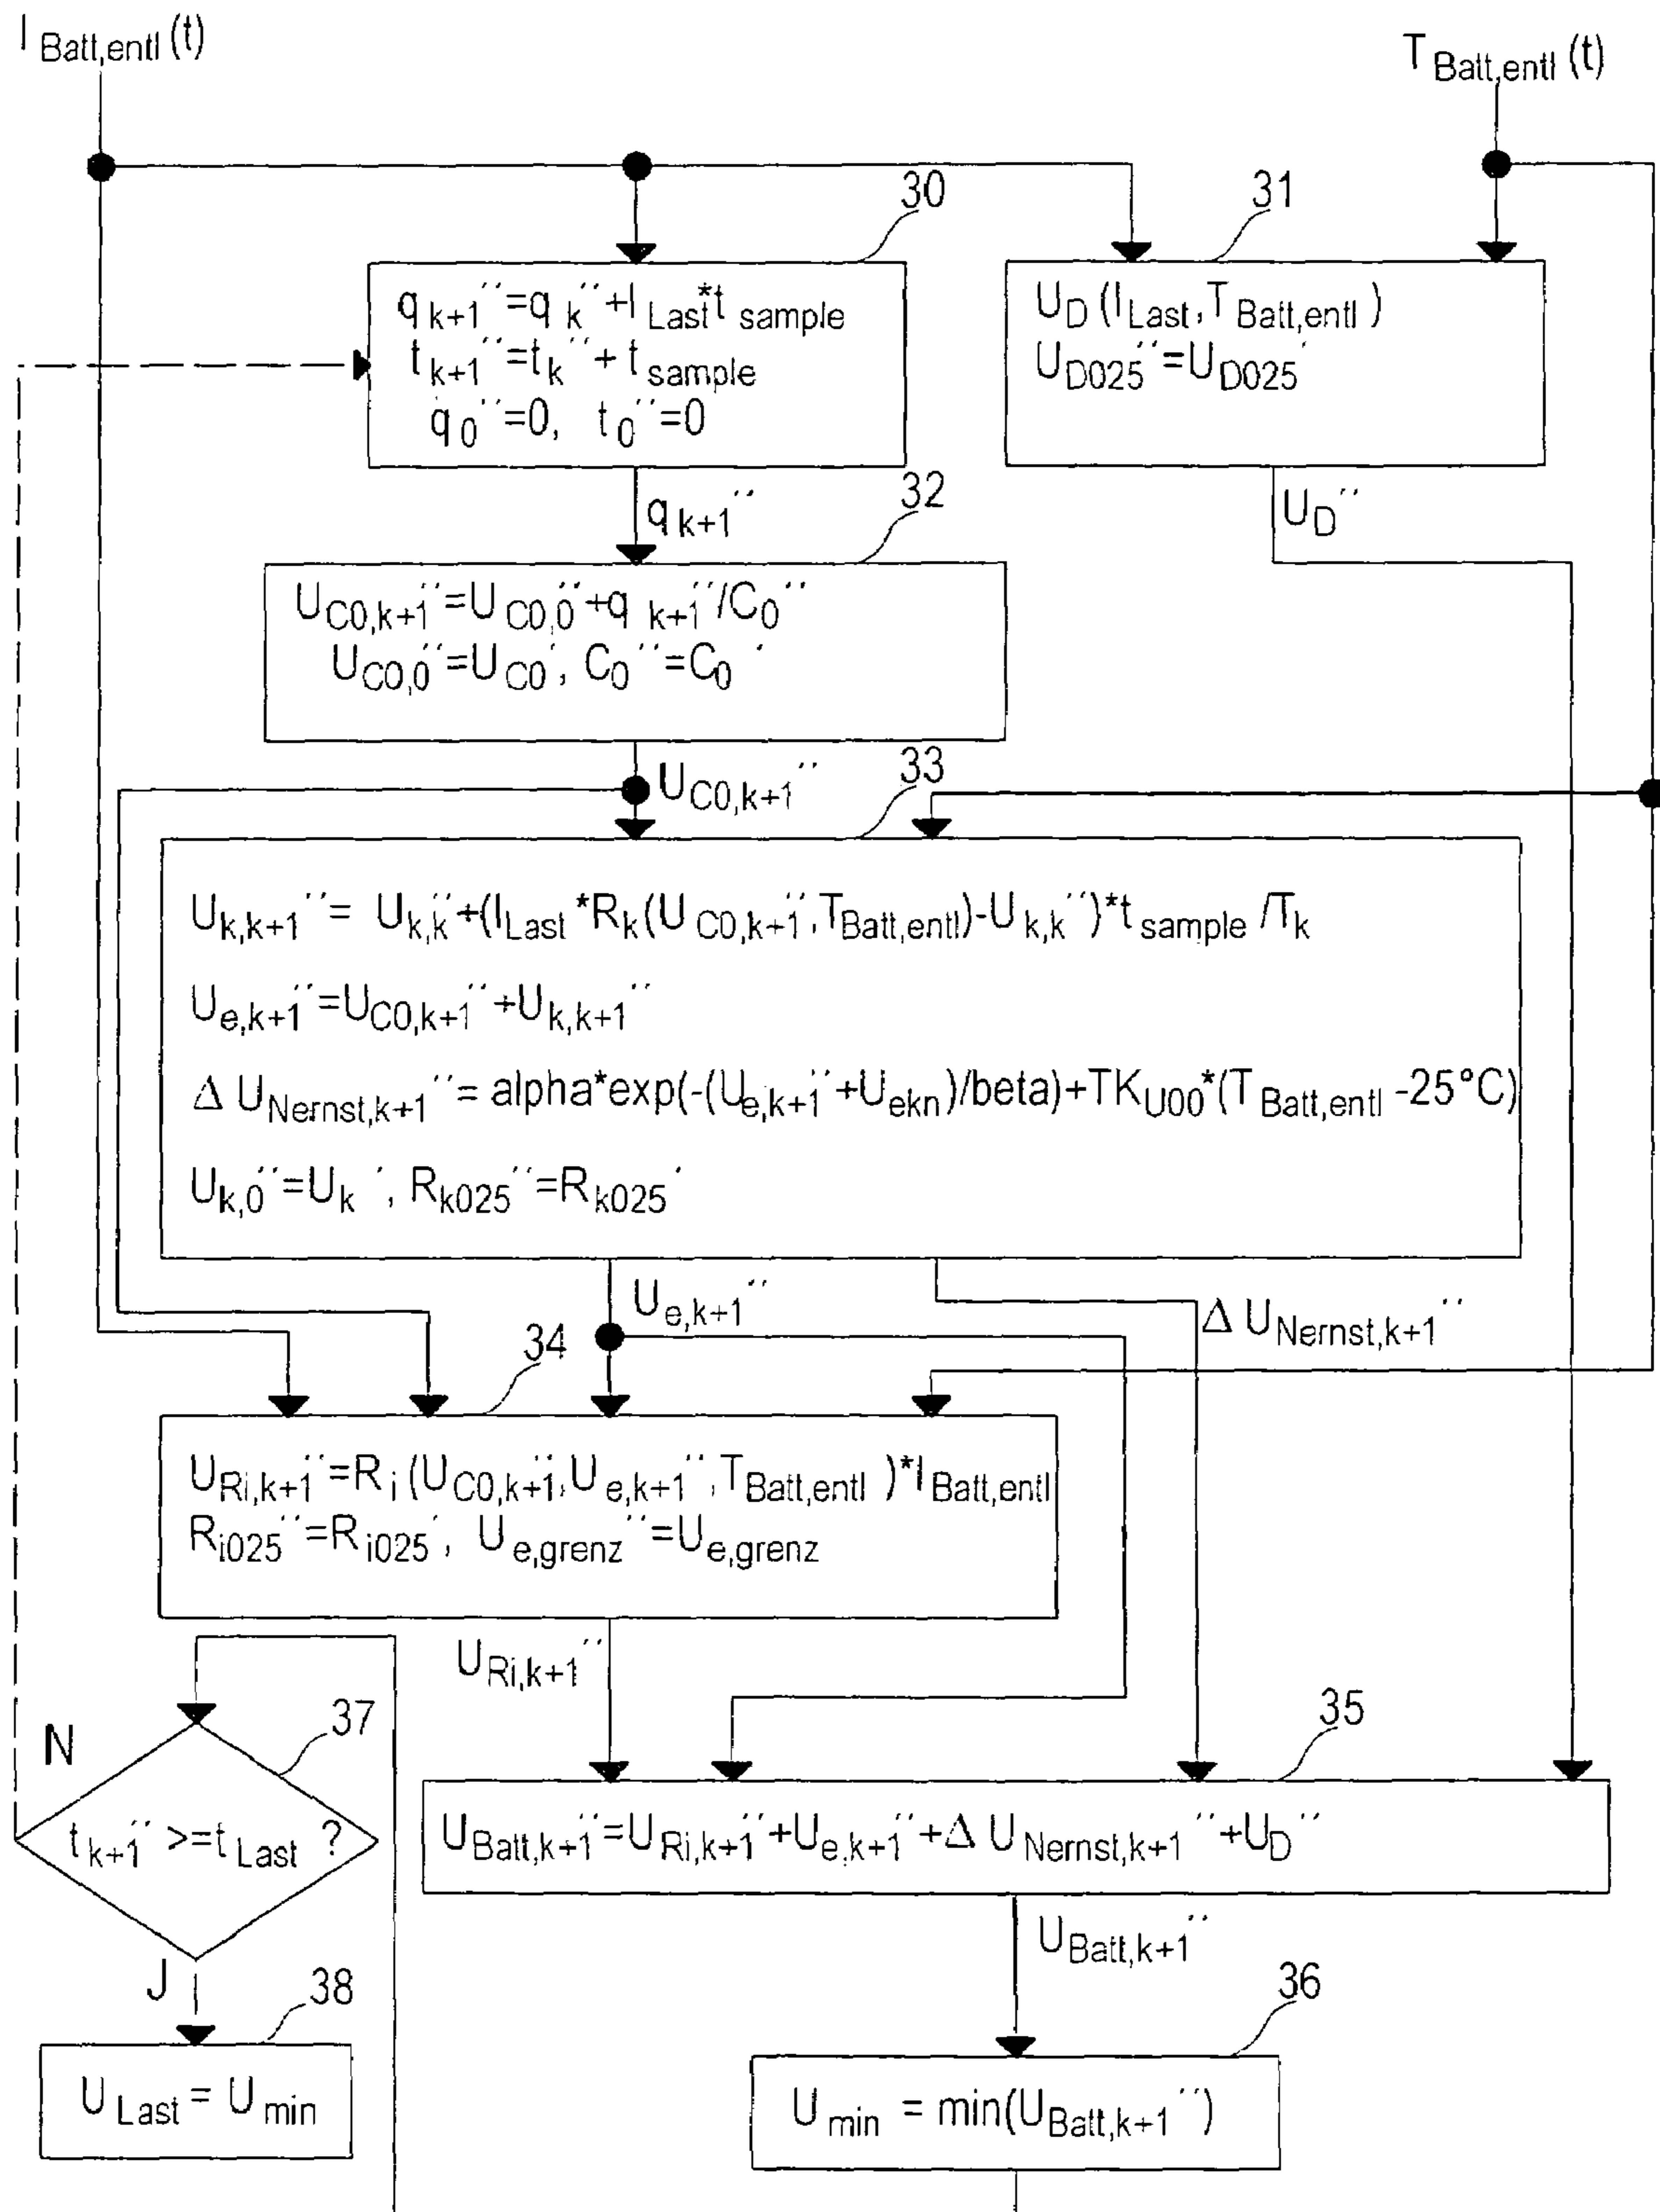 I Batt,entl (t)
T Batt,entl (t)
30
31
q k+1´´=q k´´+I Last*t sample
t k+1´´=t k´´+ t sample
q 0´´=0, t 0´´=0
U D (I Last,T Batt,entl )
U D025´´=U D025´
q k+1´´
32
U D´´
U C0,k+1´´=U C0,0´´+q k+1´´/C 0´´
U C0,0´´=U C0´, C 0´´=C 0´
U C0,k+1´´
33
U k,k+1´´= U k,k´´+(I Last*R k(U C0,k+1´´,T Batt,entl)-U k,k´´)*t sample /T k
U e,k+1´´=U C0,k+1´´+U k,k+1´´
Δ U Nernst,k+1´´= alpha*exp(-(U e,k+1´´+U ekn)/beta)+TK U00*(T Batt,entl -25°C)
U k,0´´=U k´, R k025´´=R k025´
U e,k+1´´
Δ U Nernst,k+1´´
34
U Ri,k+1´´=R i (U C0,k+1´´,U e,k+1´´,T Batt,entl )*I Batt,entl
R i025´´=R i025´, U e,grenz´´=U e,grenz
U Ri,k+1´´
35
37
N
t k+1´´ >=t Last ?
U Batt,k+1´´=U Ri,k+1´´+U e,k+1´´+Δ U Nernst,k+1´´+U D´´
U Batt,k+1´´
J
38
36
U Last = U min
U min = min(U Batt,k+1´´)